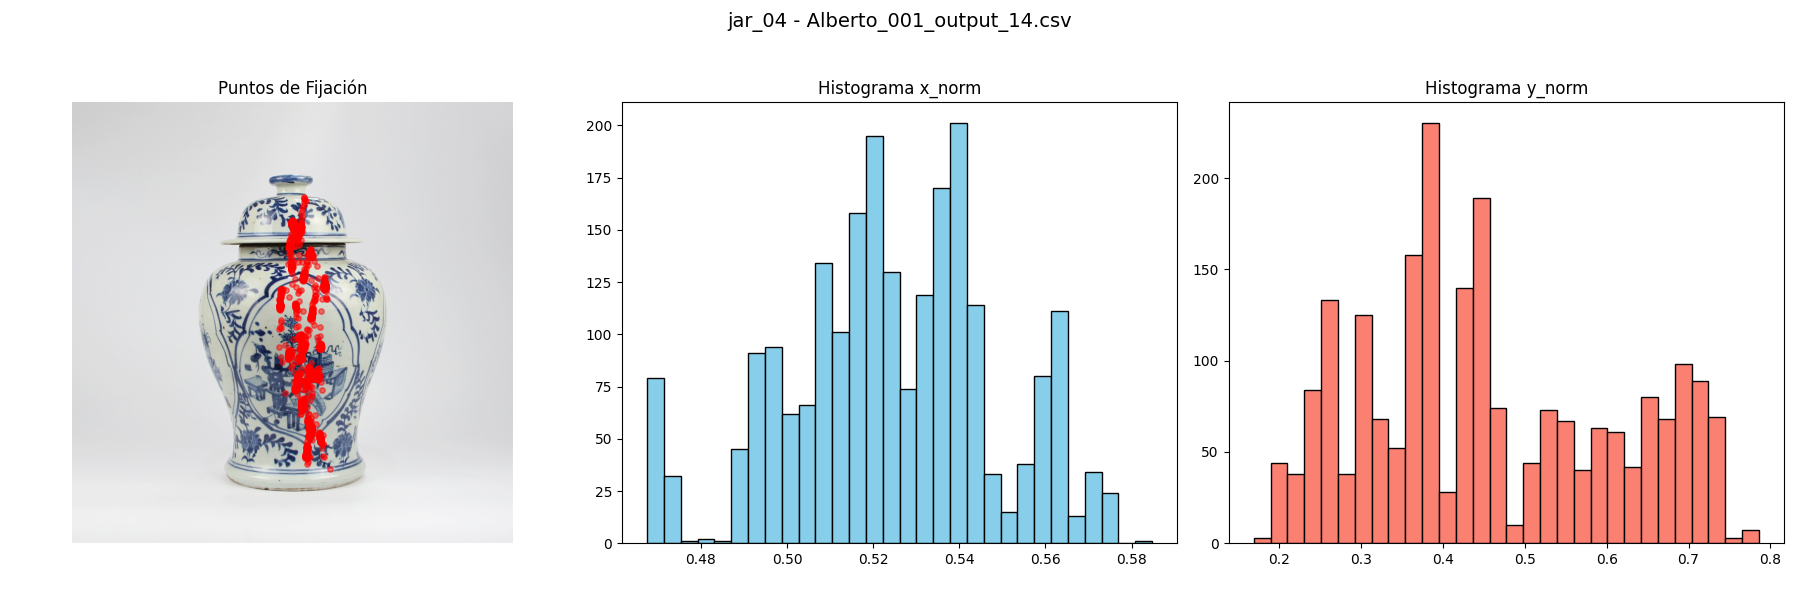 jar_04 - Alberto_001_output_14.csv
Puntos de Fijación
Histograma x_norm
200
175
150
125
100
75
50
25
0
0.48 0.50 0.52 0.54 0.56 0.58
Histograma y_norm
200
150
100
50
0
0.2 0.3 0.4 0.5 0.6 0.7 0.8